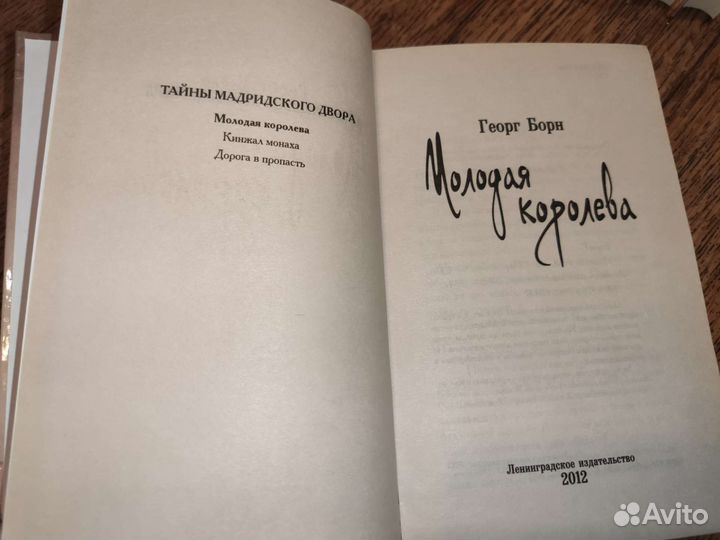 ТАЙНЫ МАДРИДСКОГО ДВОРА
Молодая королева
Кинжал монаха
Дорога в пропасть
Георг Борн
Молодая
королева
Ленинградское издательство
2012
Avito